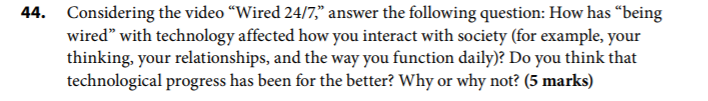 44. Considering the video “Wired 24/7,” answer the following question: How has “being
wired” with technology affected how you interact with society (for example, your
thinking, your relationships, and the way you function daily)? Do you think that
technological progress has been for the better? Why or why not? (5 marks)